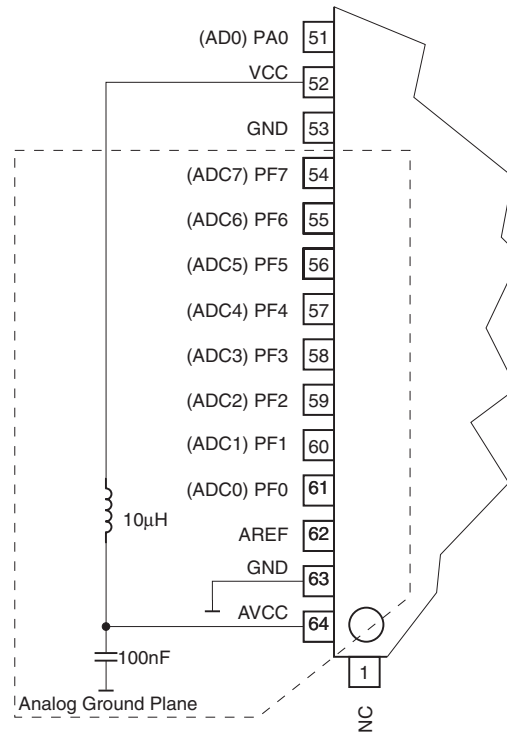 (AD0) PA0 51
VCC 52
GND 53
(ADC7) PF7 54
(ADC6) PF6 55
(ADC5) PF5 56
(ADC4) PF4 57
(ADC3) PF3 58
(ADC2) PF2 59
(ADC1) PF1 60
(ADC0) PF0 61
10μH
AREF 62
GND 63
AVCC 64
100nF
1
Analog Ground Plane
NC